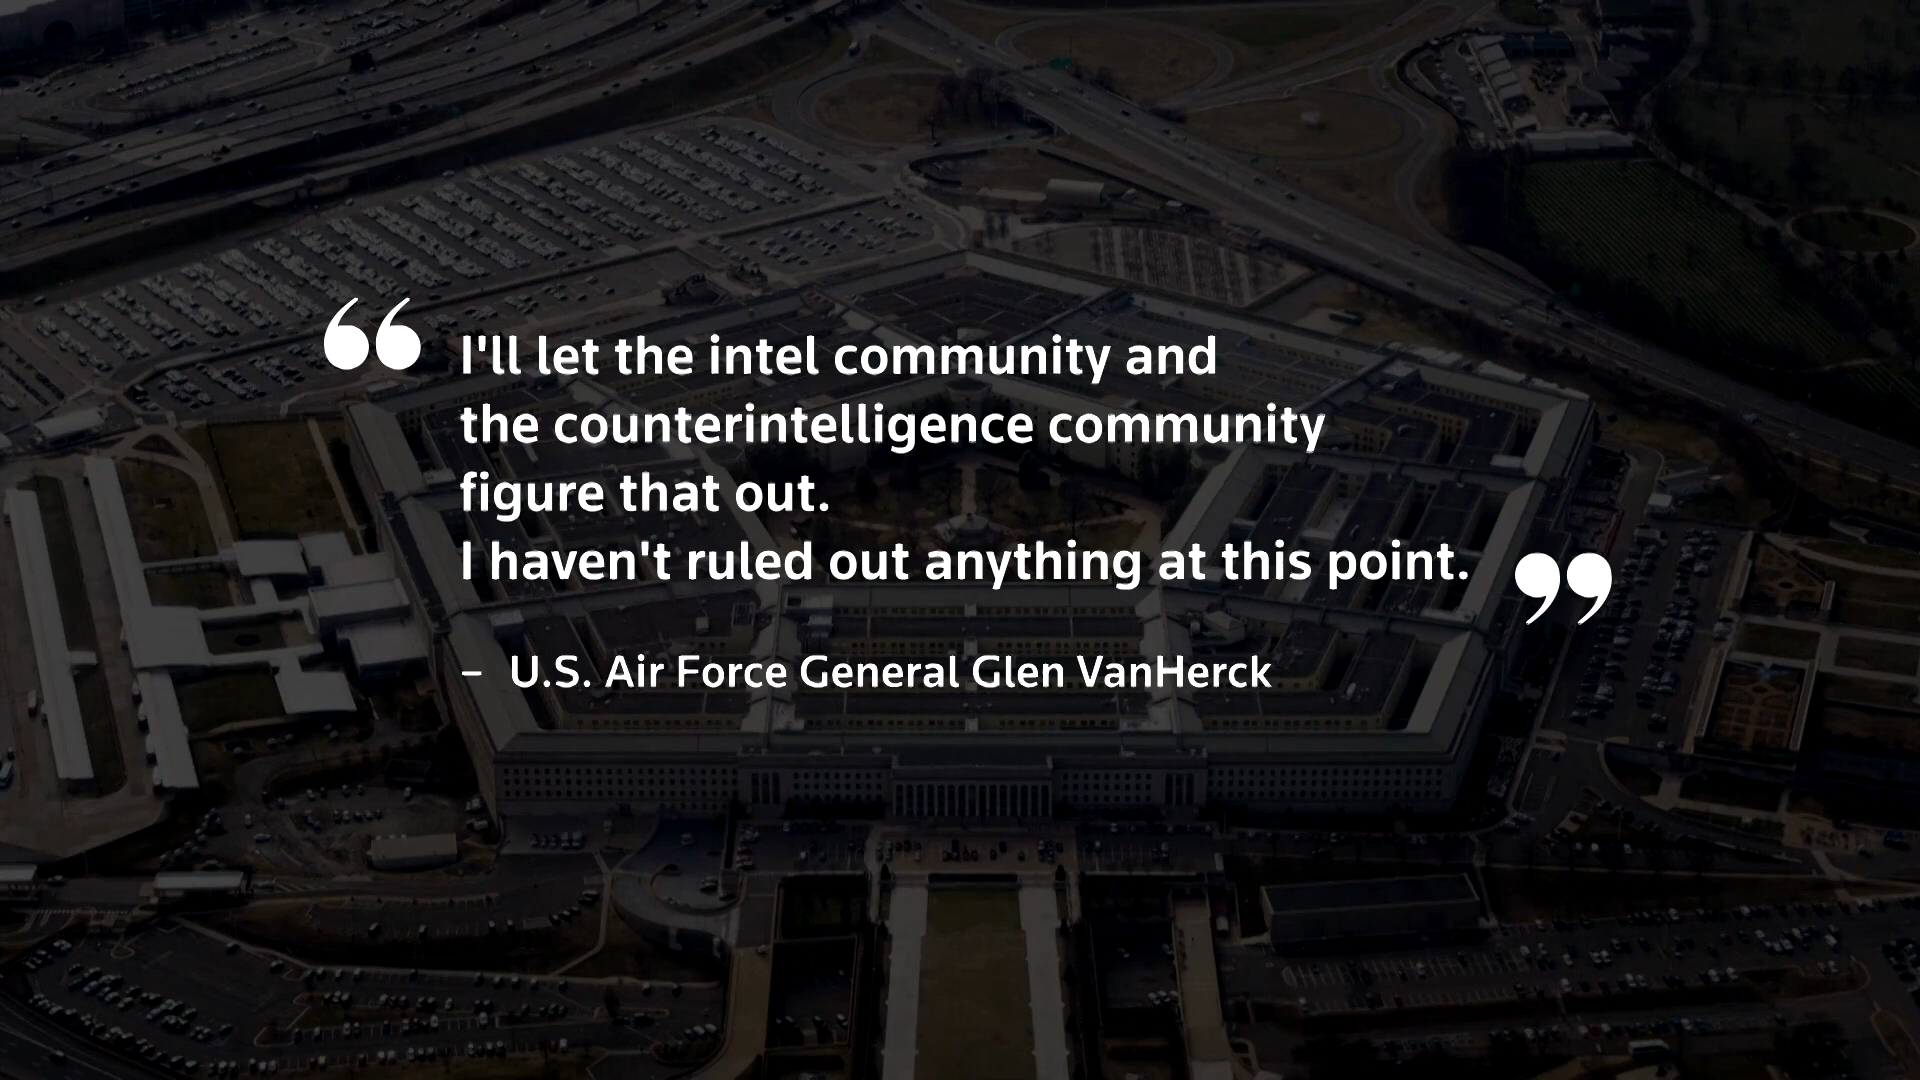 “ I'll let the intel community and
the counterintelligence community
figure that out.
I haven't ruled out anything at this point. ”
– U.S. Air Force General Glen VanHerck